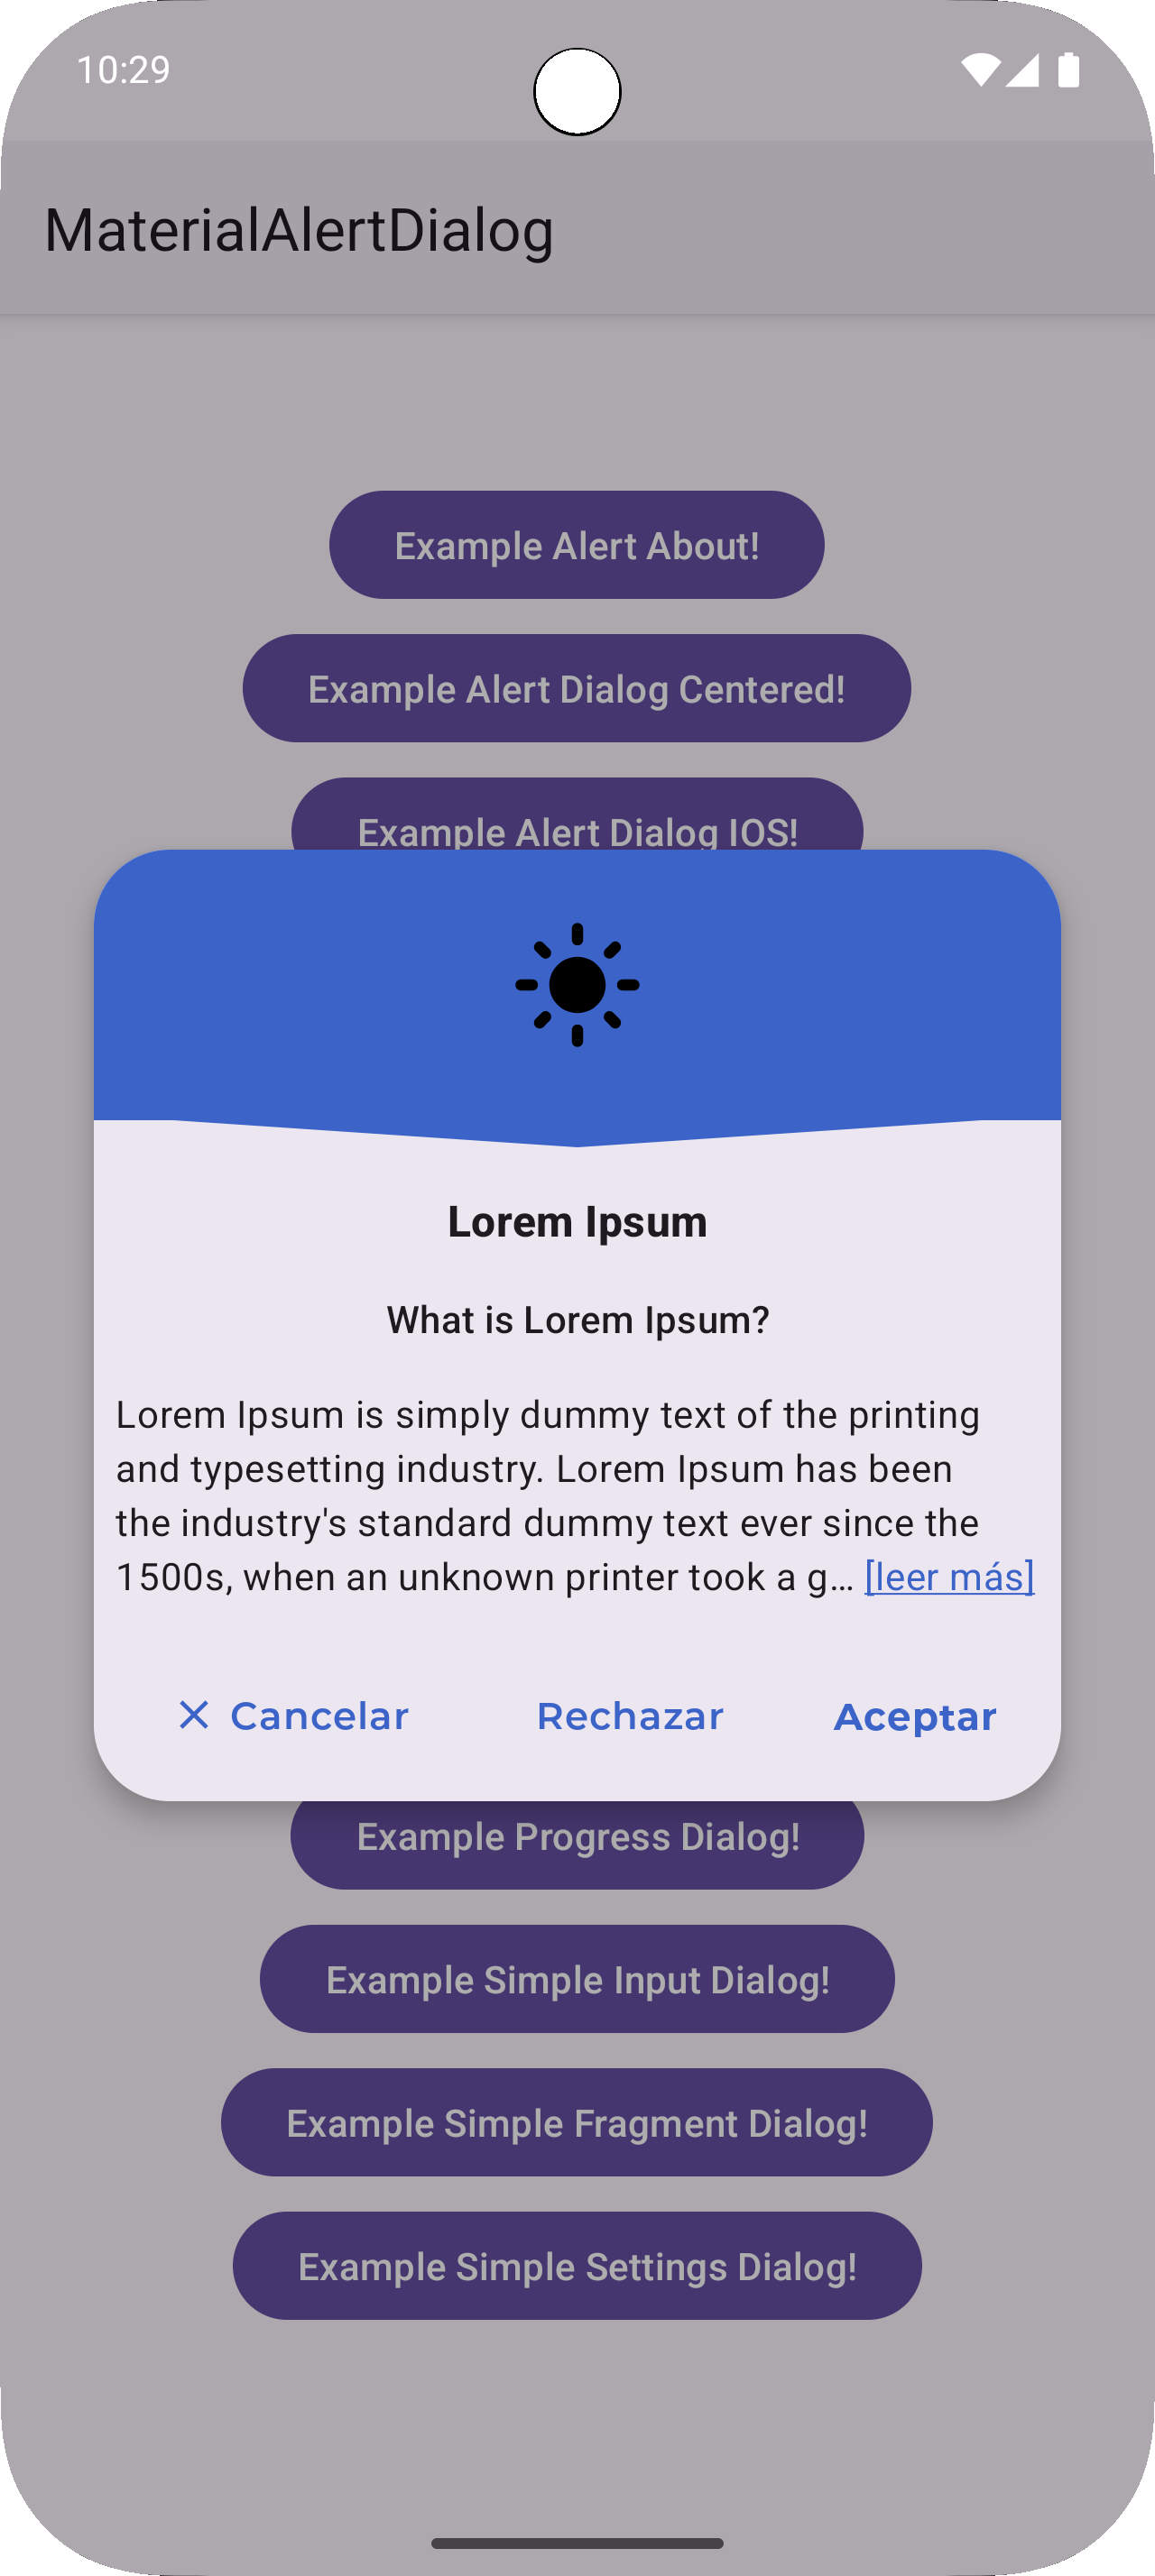 10:29
MaterialAlertDialog
Example Alert About!
Example Alert Dialog Centered!
Example Alert Dialog IOS!
Lorem Ipsum
What is Lorem Ipsum?
Lorem Ipsum is simply dummy text of the printing
and typesetting industry. Lorem Ipsum has been
the industry's standard dummy text ever since the
1500s, when an unknown printer took a g… [leer más]
Cancelar Rechazar Aceptar
Example Progress Dialog!
Example Simple Input Dialog!
Example Simple Fragment Dialog!
Example Simple Settings Dialog!